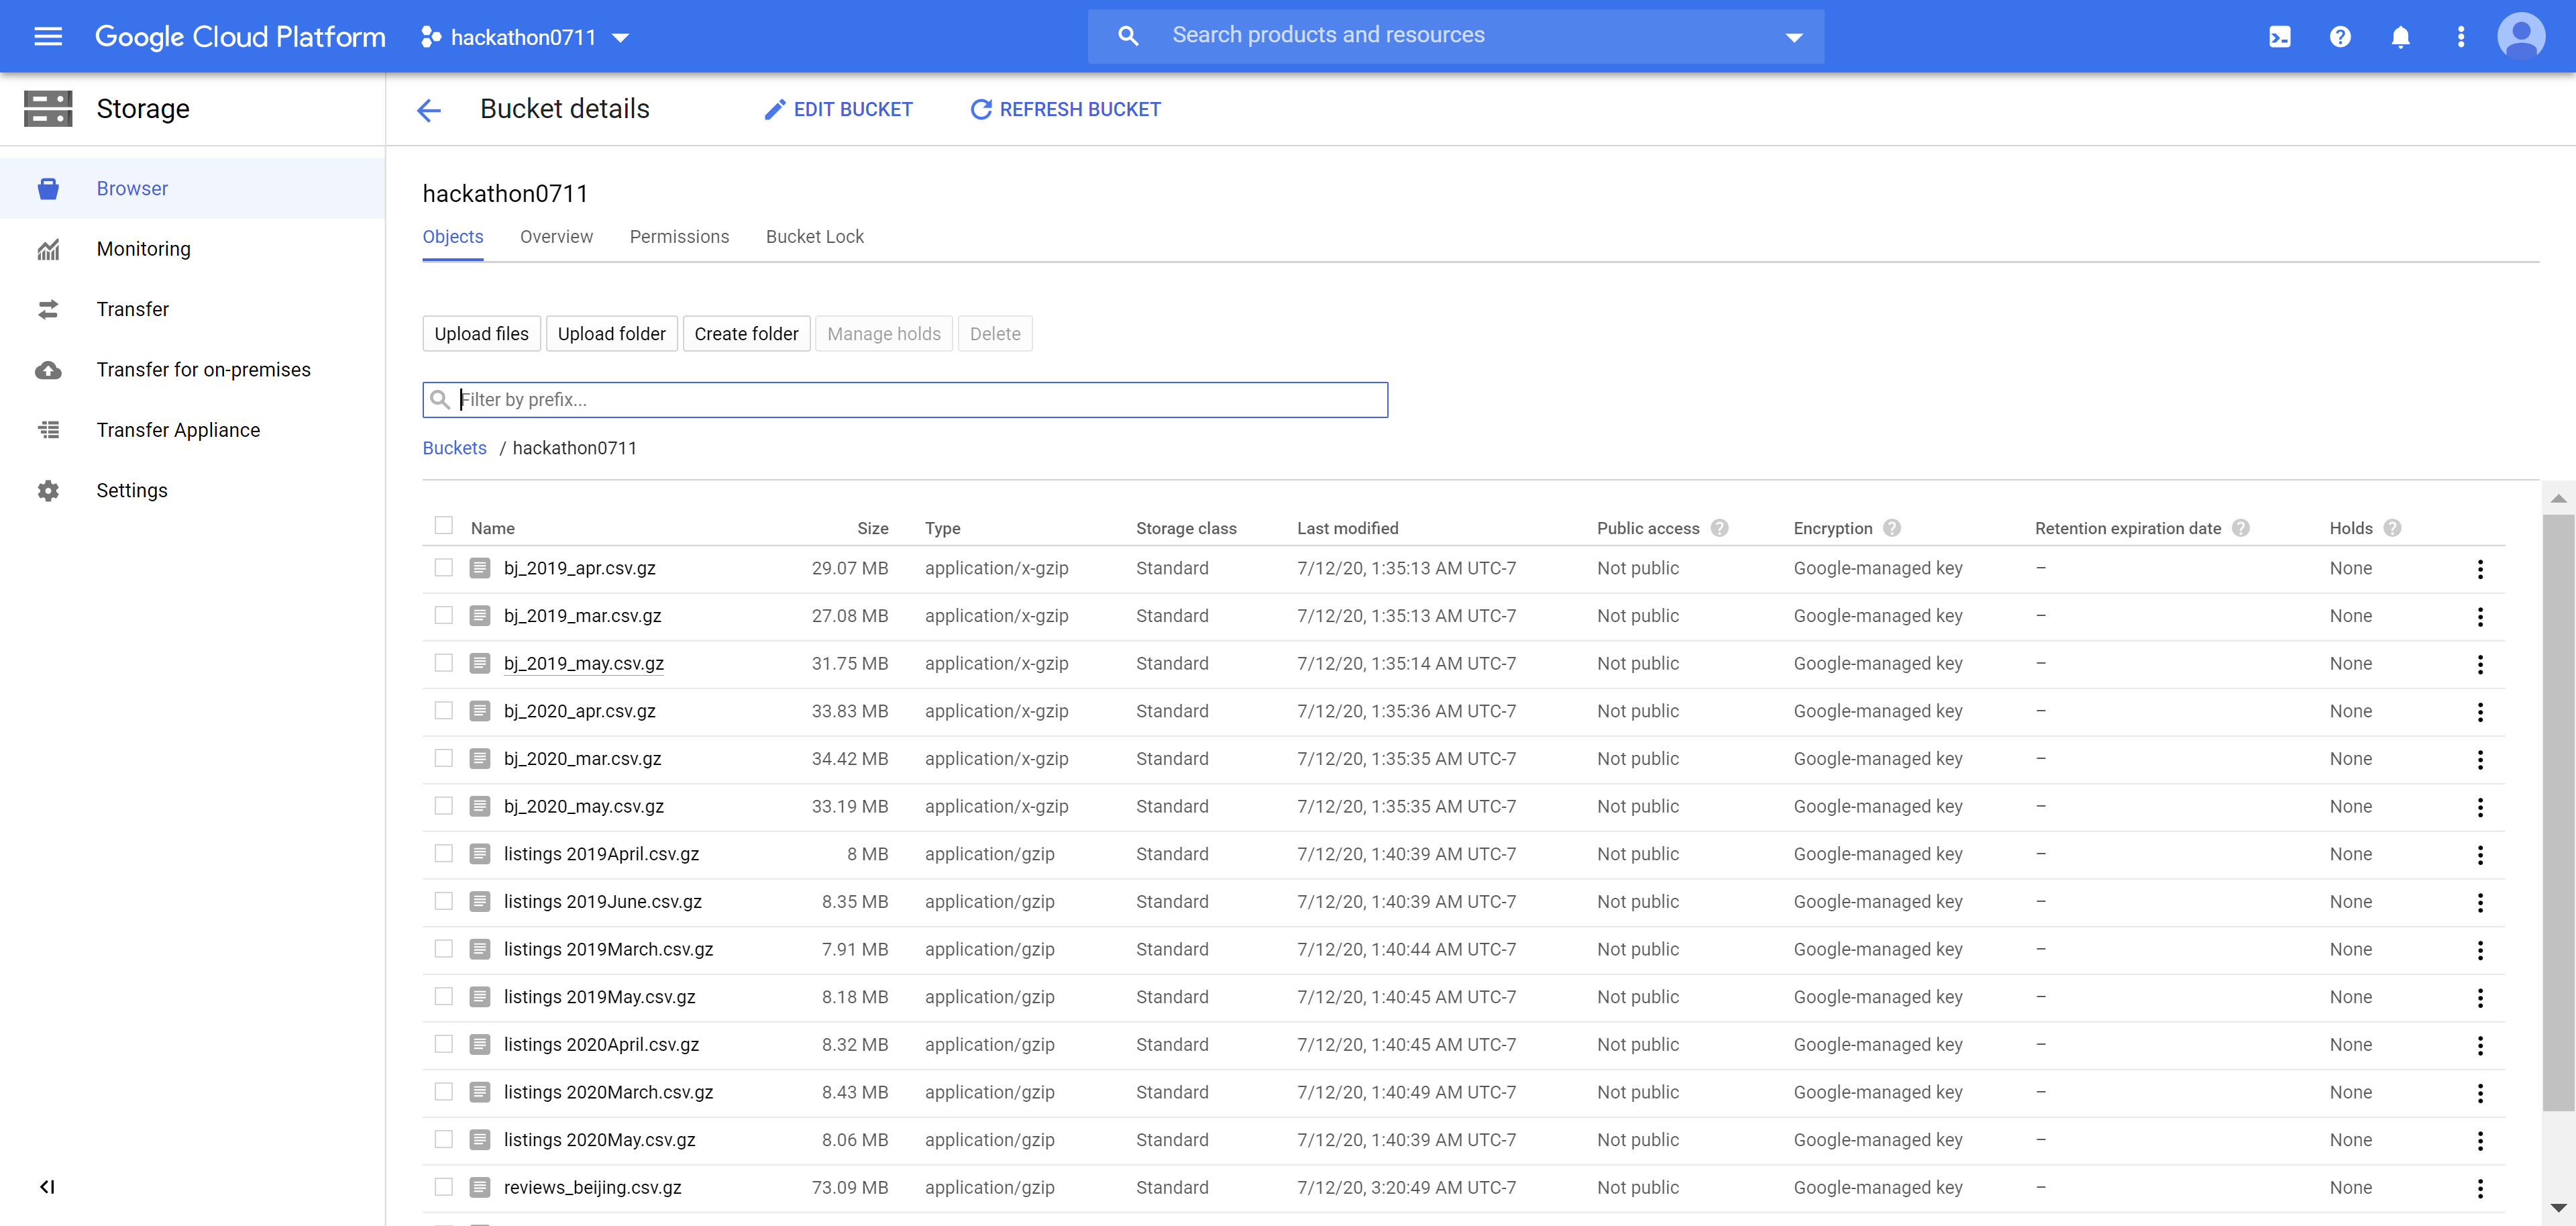 Google Cloud Platform hackathon0711 Search products and resources
Storage Bucket details EDIT BUCKET REFRESH BUCKET
Browser
Monitoring
Transfer
Transfer for on-premises
Transfer Appliance
Settings
hackathon0711
Objects Overview Permissions Bucket Lock
Upload files Upload folder Create folder Manage holds Delete
Filter by prefix...
Buckets / hackathon0711
Name Size Type Storage class Last modified Public access Encryption Retention expiration date Holds
bj_2019_apr.csv.gz 29.07 MB application/x-gzip Standard 7/12/20, 1:35:13 AM UTC-7 Not public Google-managed key – None
bj_2019_mar.csv.gz 27.08 MB application/x-gzip Standard 7/12/20, 1:35:13 AM UTC-7 Not public Google-managed key – None
bj_2019_may.csv.gz 31.75 MB application/x-gzip Standard 7/12/20, 1:35:14 AM UTC-7 Not public Google-managed key – None
bj_2020_apr.csv.gz 33.83 MB application/x-gzip Standard 7/12/20, 1:35:36 AM UTC-7 Not public Google-managed key – None
bj_2020_mar.csv.gz 34.42 MB application/x-gzip Standard 7/12/20, 1:35:35 AM UTC-7 Not public Google-managed key – None
bj_2020_may.csv.gz 33.19 MB application/x-gzip Standard 7/12/20, 1:35:35 AM UTC-7 Not public Google-managed key – None
listings 2019April.csv.gz 8 MB application/gzip Standard 7/12/20, 1:40:39 AM UTC-7 Not public Google-managed key – None
listings 2019June.csv.gz 8.35 MB application/gzip Standard 7/12/20, 1:40:39 AM UTC-7 Not public Google-managed key – None
listings 2019March.csv.gz 7.91 MB application/gzip Standard 7/12/20, 1:40:44 AM UTC-7 Not public Google-managed key – None
listings 2019May.csv.gz 8.18 MB application/gzip Standard 7/12/20, 1:40:45 AM UTC-7 Not public Google-managed key – None
listings 2020April.csv.gz 8.32 MB application/gzip Standard 7/12/20, 1:40:45 AM UTC-7 Not public Google-managed key – None
listings 2020March.csv.gz 8.43 MB application/gzip Standard 7/12/20, 1:40:49 AM UTC-7 Not public Google-managed key – None
listings 2020May.csv.gz 8.06 MB application/gzip Standard 7/12/20, 1:40:39 AM UTC-7 Not public Google-managed key – None
reviews_beijing.csv.gz 73.09 MB application/gzip Standard 7/12/20, 3:20:49 AM UTC-7 Not public Google-managed key – None